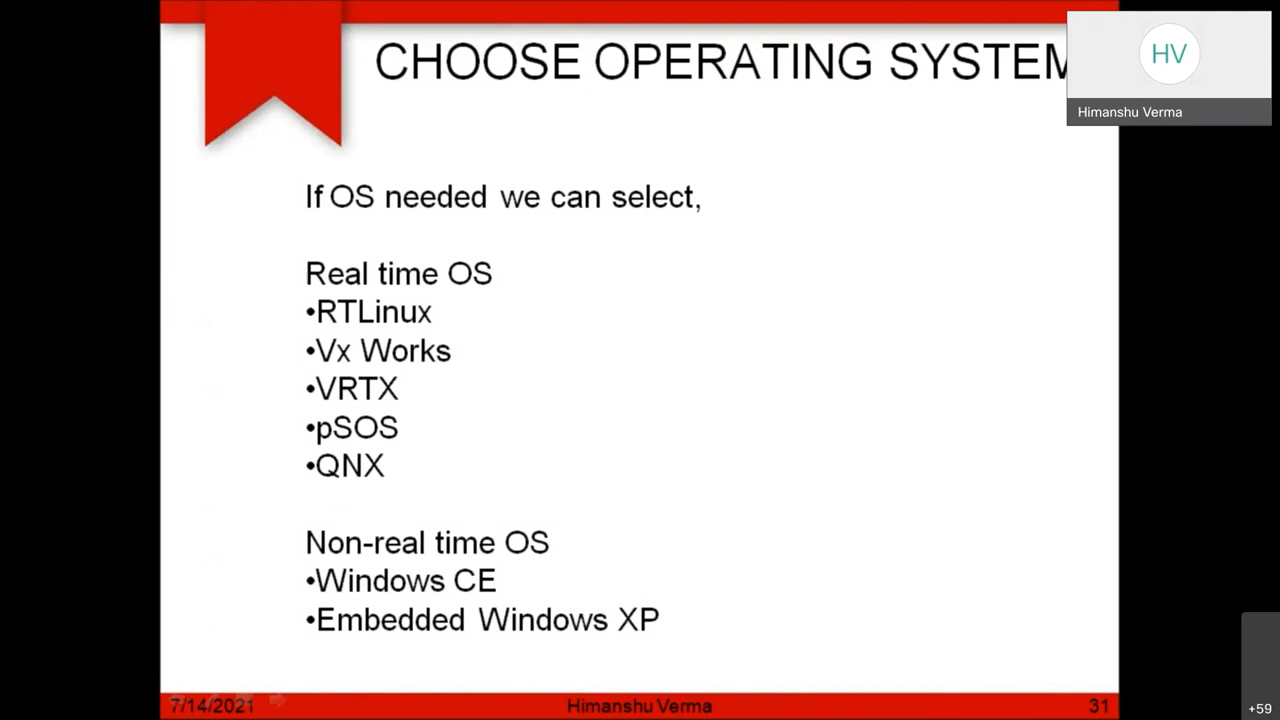 CHOOSE OPERATING SYSTEM
HV
Himanshu Verma
If OS needed we can select,
Real time OS
•RTLinux
•Vx Works
•VRTX
•pSOS
•QNX
Non-real time OS
•Windows CE
•Embedded Windows XP
7/14/2021
Himanshu Verma
31
+59